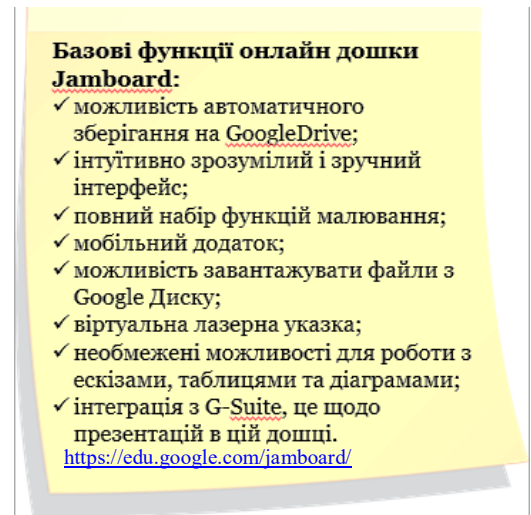 Базові функції онлайн дошки
Jamboard:
✓ можливість автоматичного
зберігання на GoogleDrive;
✓ інтуїтивно зрозумілий і зручний
інтерфейс;
✓ повний набір функцій малювання;
✓ мобільний додаток;
✓ можливість завантажувати файли з
Google Диску;
✓ віртуальна лазерна указка;
✓ необмежені можливості для роботи з
ескізами, таблицями та діаграмами;
✓ інтеграція з G-Suite, це щодо
презентацій в цій дошці.
https://edu.google.com/jamboard/